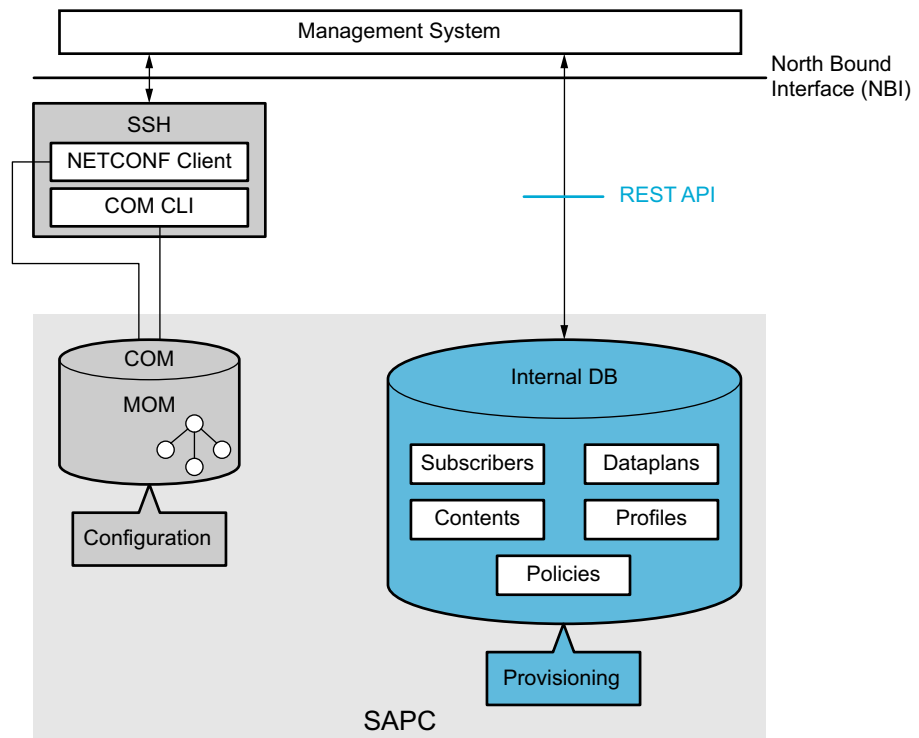 Management System
North Bound
Interface (NBI)
SSH
NETCONF Client
COM CLI
REST API
COM
MOM
Configuration
Internal DB
Subscribers
Dataplans
Contents
Profiles
Policies
Provisioning
SAPC